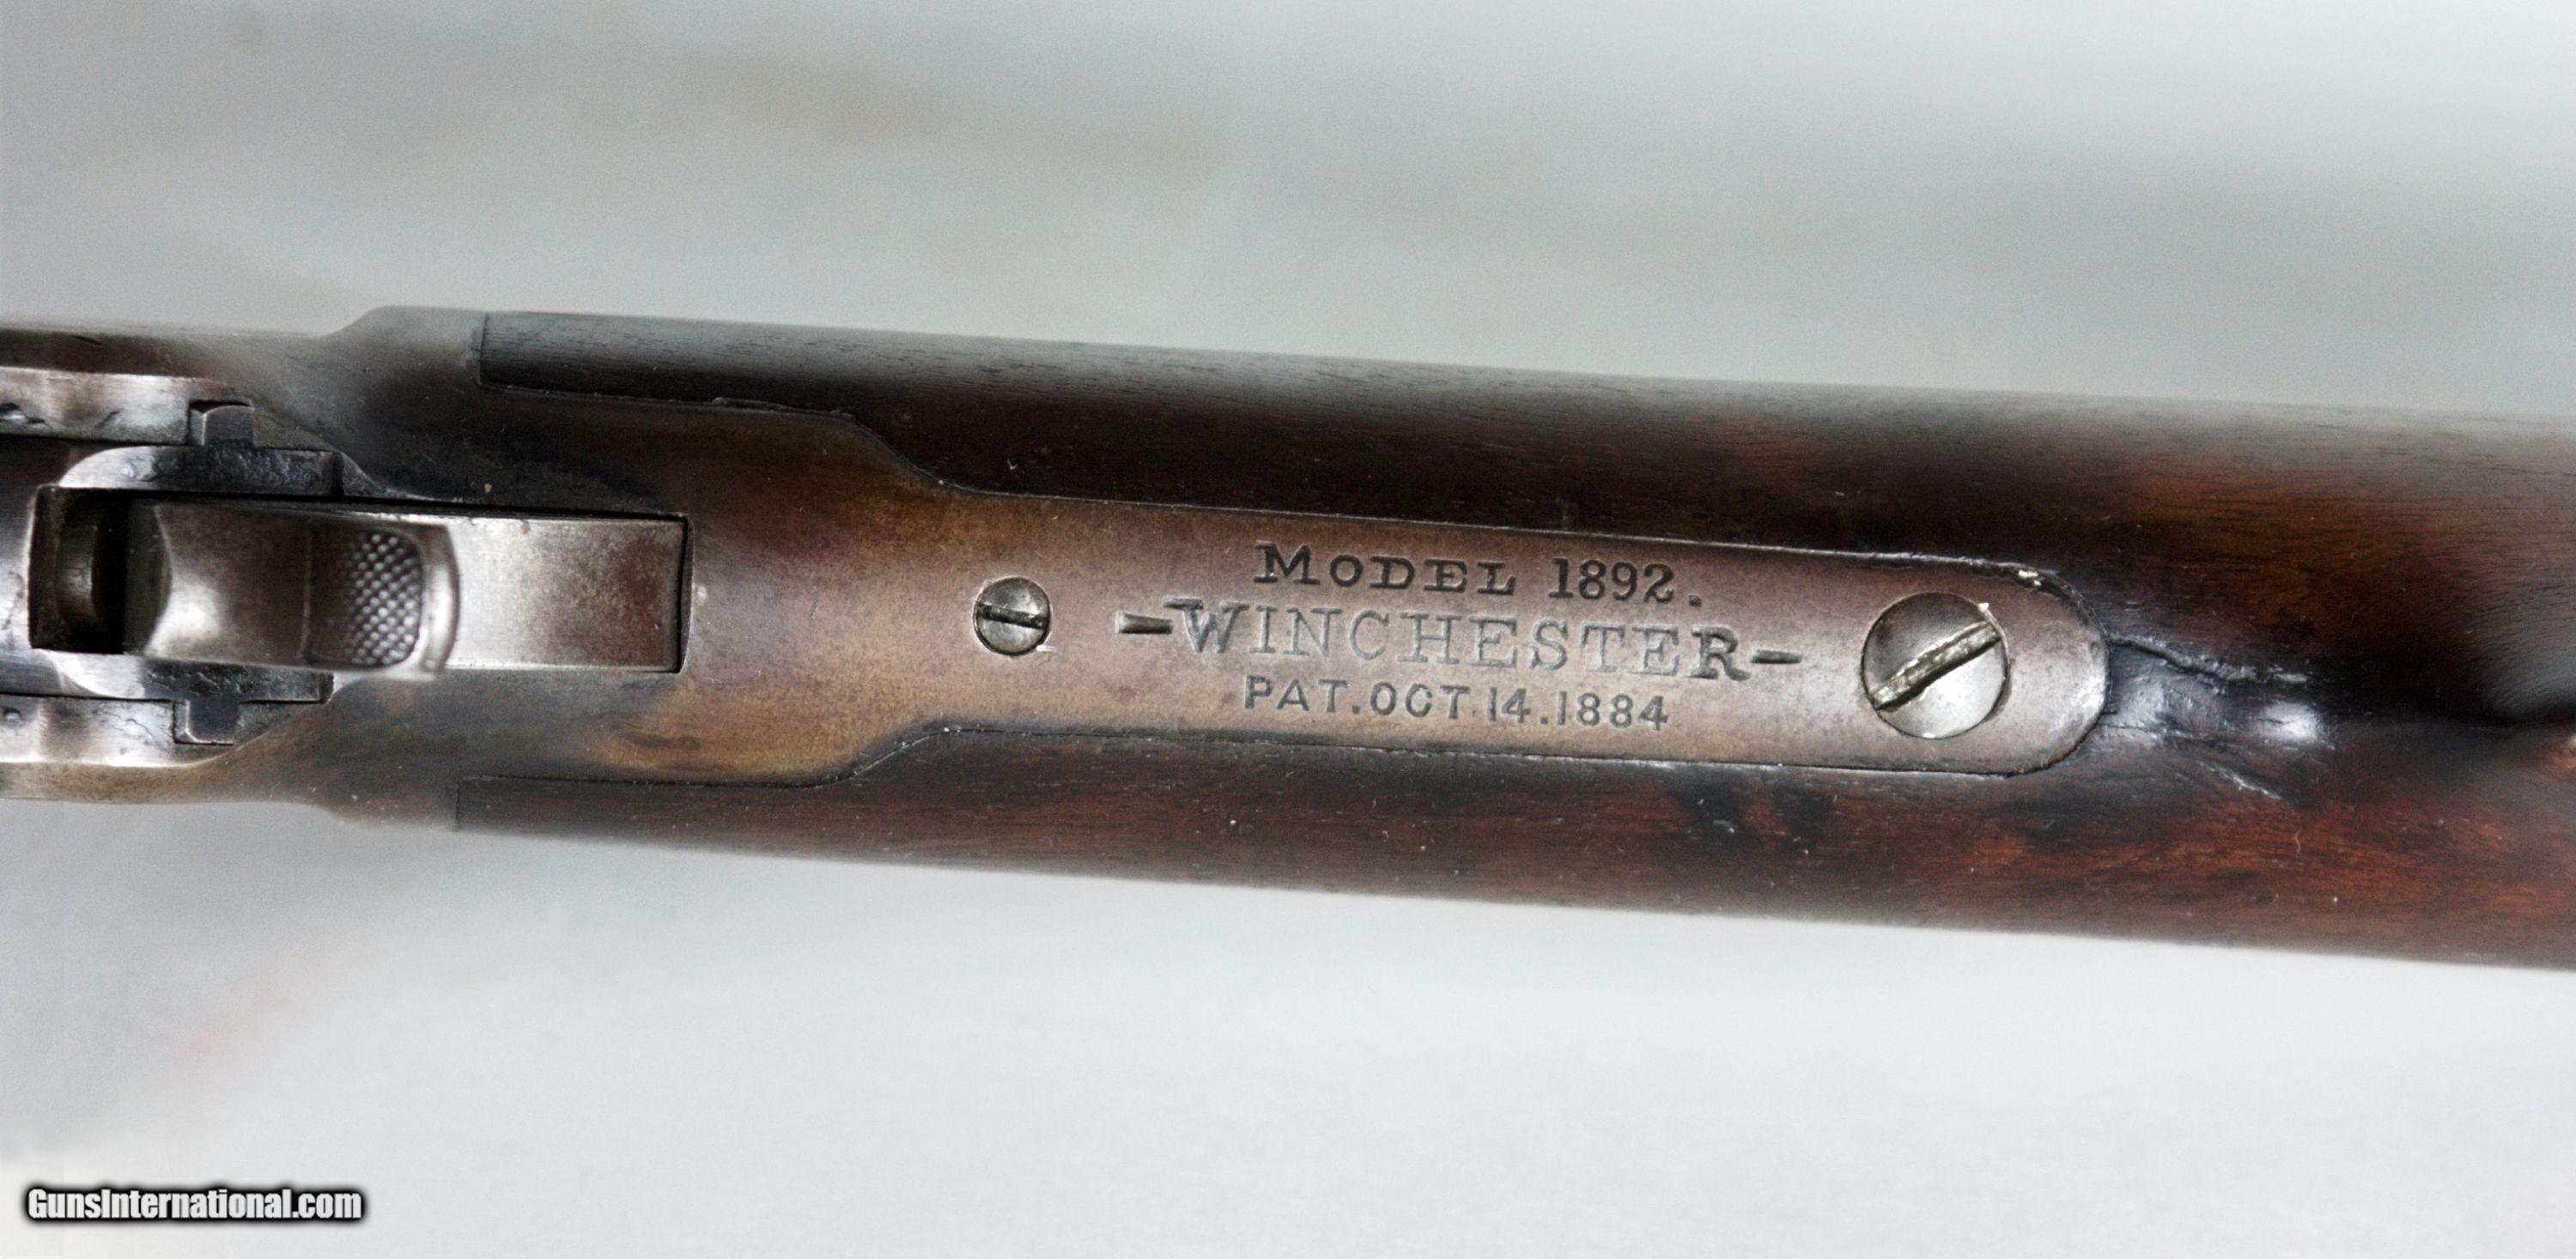 MODEL 1892.
-WINCHESTER-
PAT.OCT.14.1884
GunsInternational.com